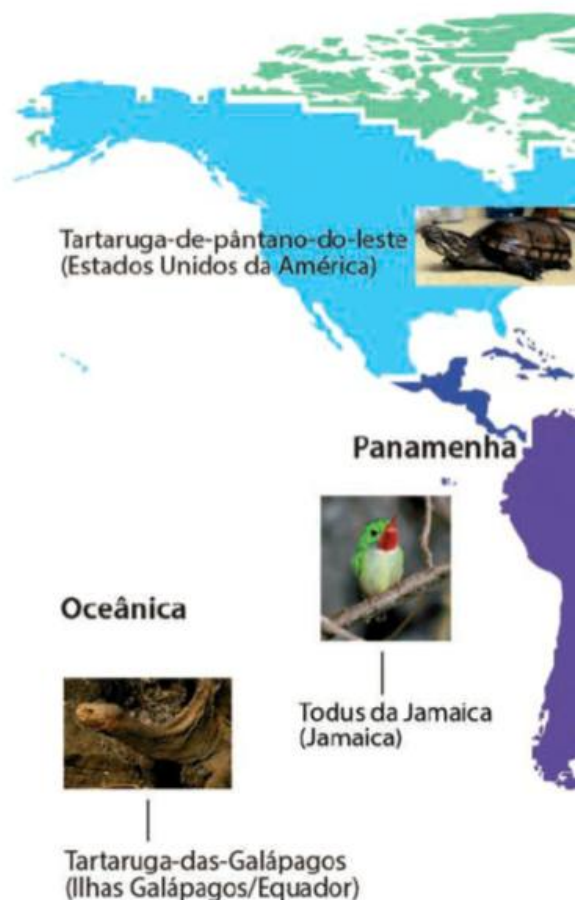 Tartaruga-de-pântano-do-leste
(Estados Unidos da América)
Panamenha
Oceânica
Todus da Jamaica
(Jamaica)
Tartaruga-das-Galápagos
(Ilhas Galápagos/Equador)